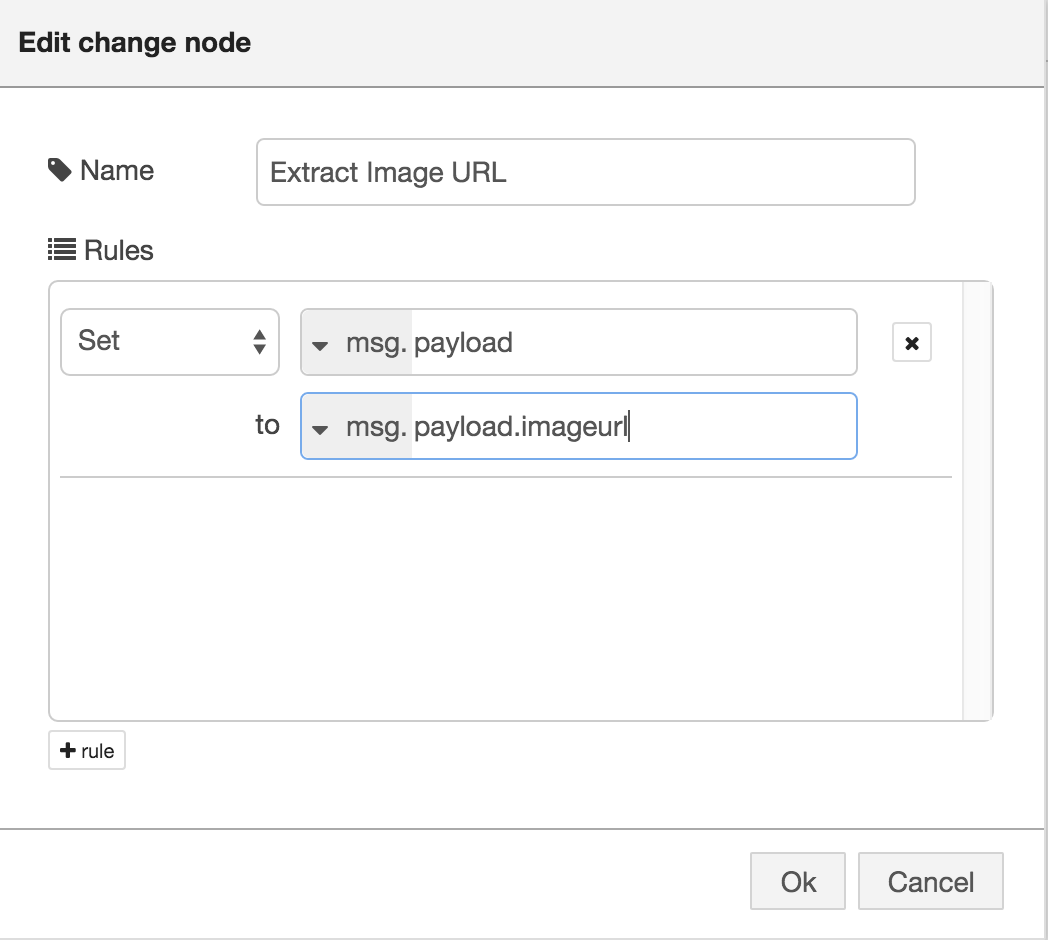 Edit change node
Name
Extract Image URL
Rules
Set
msg. payload
to
msg. payload.imageurl
rule
Ok
Cancel